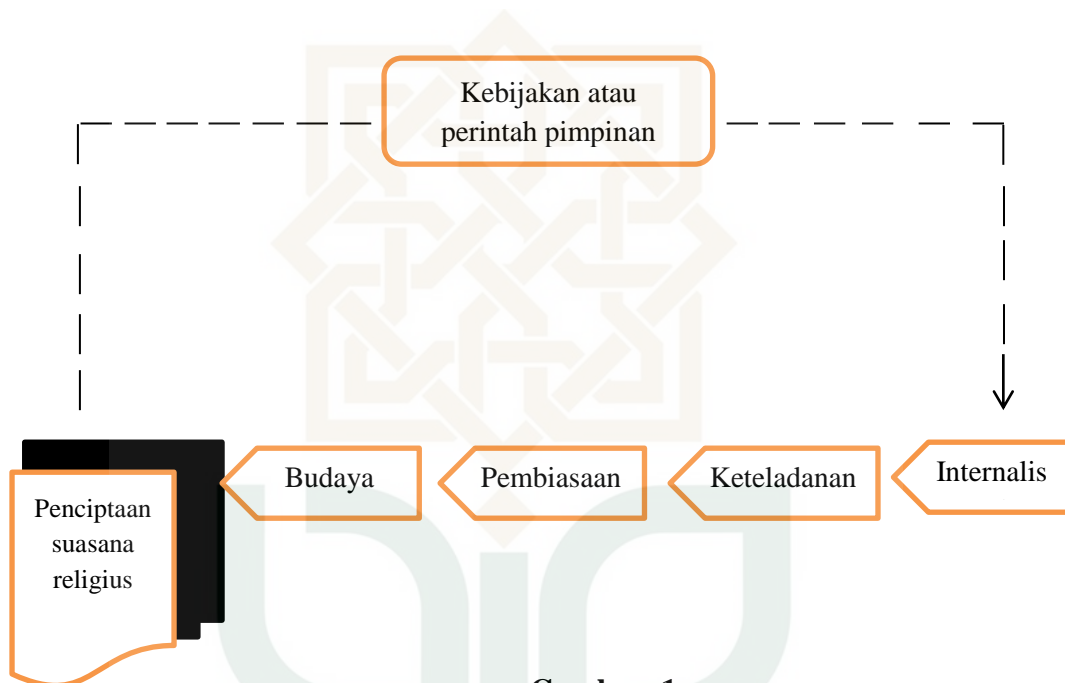 Kebijakan atau
perintah pimpinan
Penciptaan
suasana
religius
Budaya
Pembiasaan
Keteladanan
Internalis